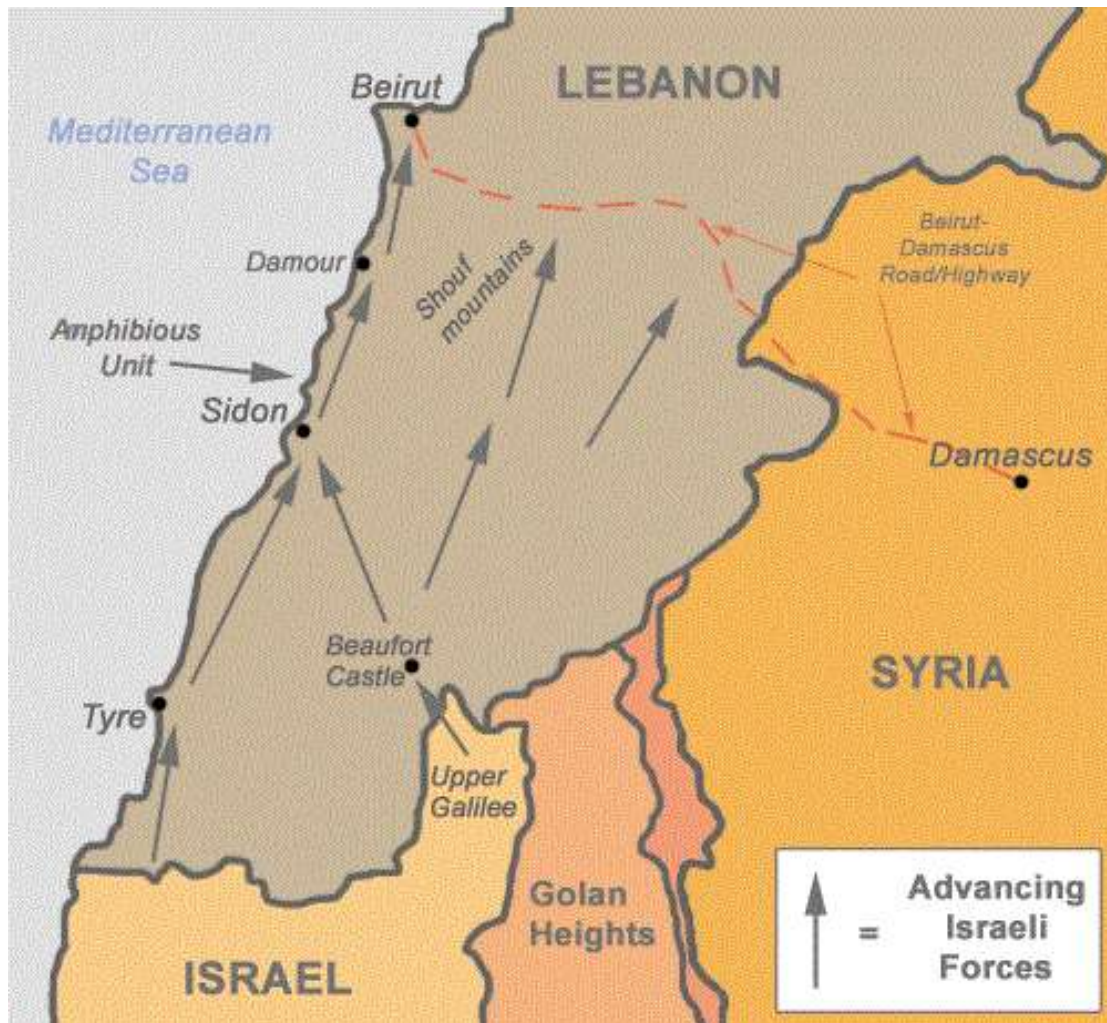 Beirut
LEBANON
Mediterranean
Sea
Beirut-
Damascus
Road/Highway
Damour
Shouf
mountains
Amphibious
Unit
Sidon
Damascus
Beaufort
Castle
SYRIA
Tyre
Upper
Galilee
Golan
Heights
ISRAEL
=
Advancing
Israeli
Forces